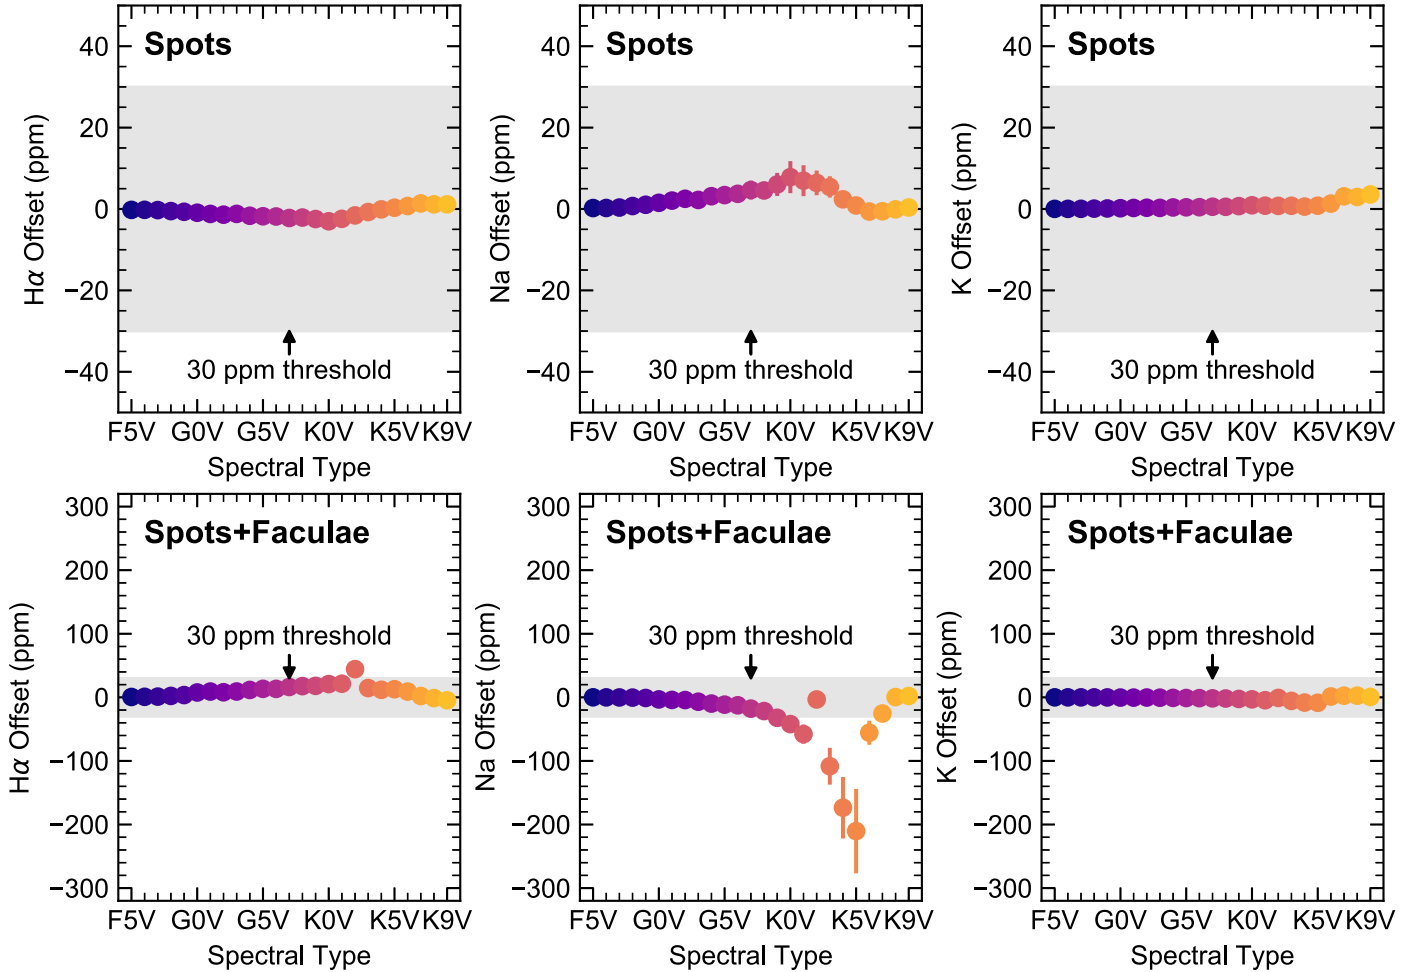 Spots
Hα Offset (ppm)
40
20
0
−20
−40
30 ppm threshold
F5V G0V G5V K0V K5V K9V
Spectral Type
Spots
Na Offset (ppm)
40
20
0
−20
−40
30 ppm threshold
F5V G0V G5V K0V K5V K9V
Spectral Type
Spots
K Offset (ppm)
40
20
0
−20
−40
30 ppm threshold
F5V G0V G5V K0V K5V K9V
Spectral Type
Spots+Faculae
Hα Offset (ppm)
300
200
100
0
−100
−200
−300
30 ppm threshold
F5V G0V G5V K0V K5V K9V
Spectral Type
Spots+Faculae
Na Offset (ppm)
300
200
100
0
−100
−200
−300
30 ppm threshold
F5V G0V G5V K0V K5V K9V
Spectral Type
Spots+Faculae
K Offset (ppm)
300
200
100
0
−100
−200
−300
30 ppm threshold
F5V G0V G5V K0V K5V K9V
Spectral Type